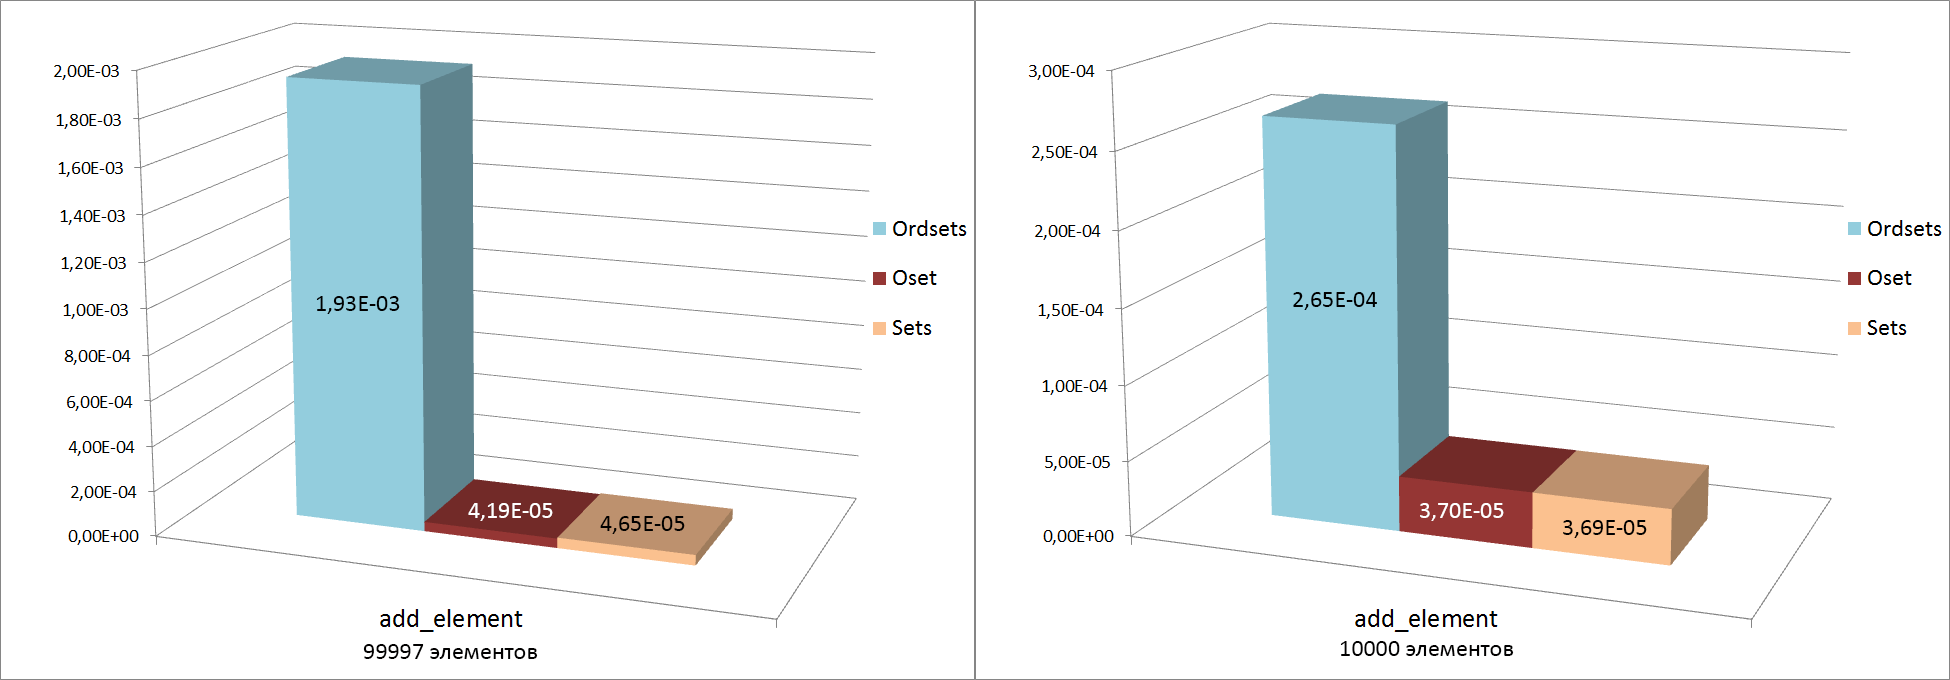 2,00E-03
1,80E-03
1,60E-03
1,40E-03
1,20E-03
1,00E-03
8,00E-04
6,00E-04
4,00E-04
2,00E-04
0,00E+00
1,93E-03
4,19E-05
4,65E-05
Ordsets
Oset
Sets
add_element
99997 элементов
3,00E-04
2,50E-04
2,00E-04
1,50E-04
1,00E-04
5,00E-05
0,00E+00
2,65E-04
3,70E-05
3,69E-05
Ordsets
Oset
Sets
add_element
10000 элементов